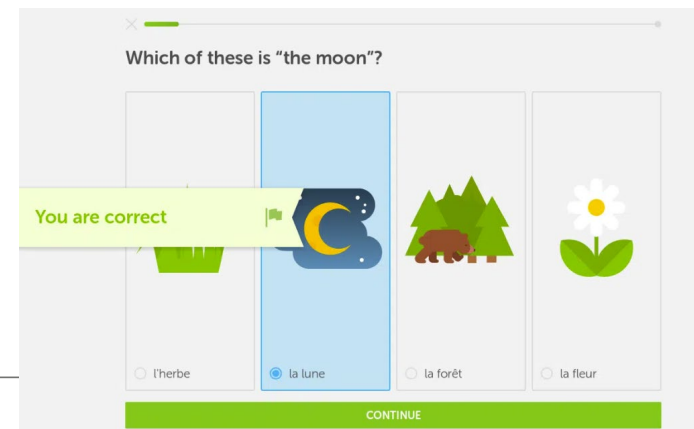 Which of these is “the moon”?
You are correct
l'herbe
la lune
la forêt
la fleur
CONTINUE